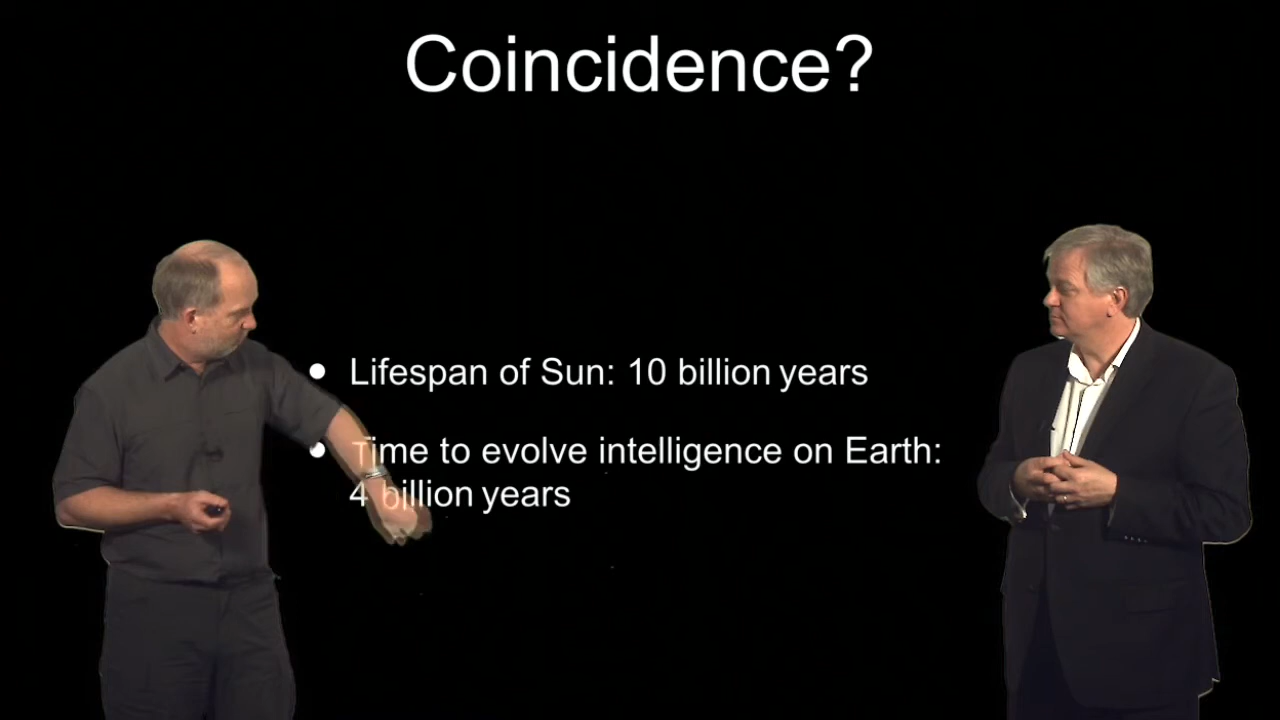 Coincidence?
• Lifespan of Sun: 10 billion years
• Time to evolve intelligence on Earth:
4 billion years